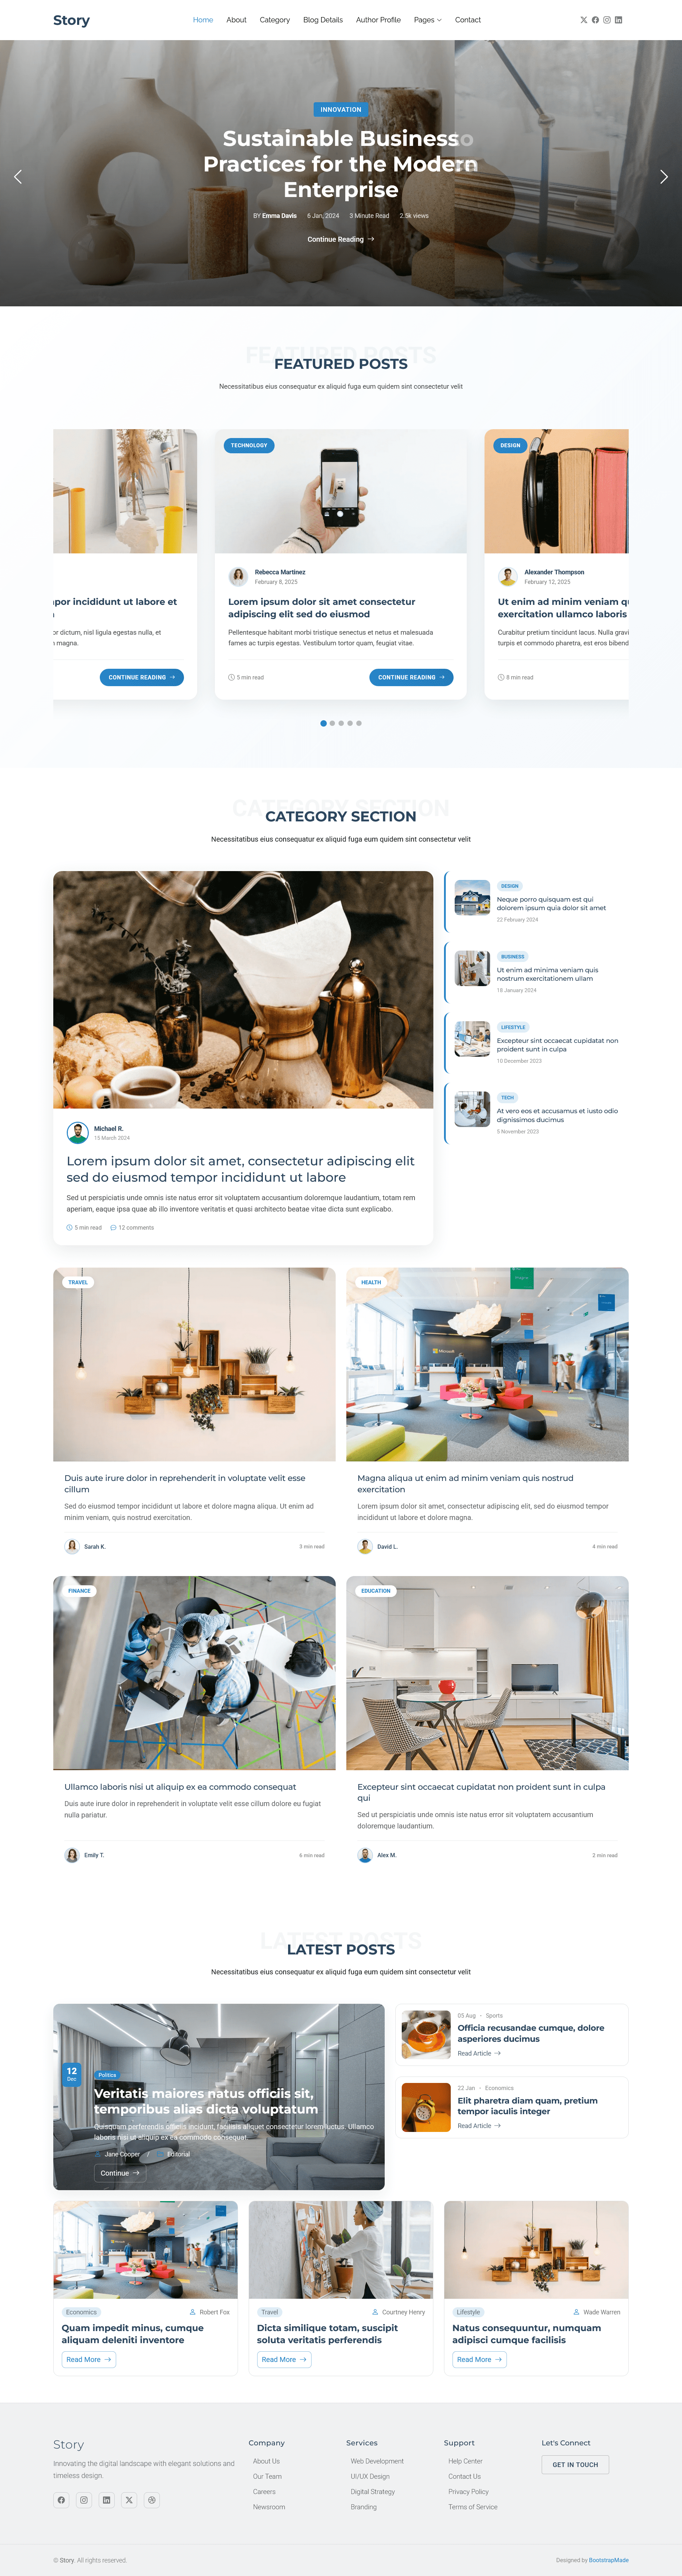 Story
Home About Category Blog Details Author Profile Pages Contact
INNOVATION
Sustainable Business
Practices for the Modern
Enterprise
BY Emma Davis 6 Jan, 2024 3 Minute Read 2.5k views
Continue Reading
FEATURED POSTS
FEATURED POSTS
Necessitatibus eius consequatur ex aliquid fuga eum quidem sint consectetur velit
por incididunt ut labore et
or dictum, nisl ligula egestas nulla, et
magna.
CONTINUE READING
TECHNOLOGY
Rebecca Martinez
February 8, 2025
Lorem ipsum dolor sit amet consectetur
adipiscing elit sed do eiusmod
Pellentesque habitant morbi tristique senectus et netus et malesuada
fames ac turpis egestas. Vestibulum tortor quam, feugiat vitae.
5 min read
CONTINUE READING
DESIGN
Alexander Thompson
February 12, 2025
Ut enim ad minim veniam qu
exercitation ullamco laboris
Curabitur pretium tincidunt lacus. Nulla gravi
turpis et commodo pharetra, est eros bibend
8 min read
CATEGORY SECTION
CATEGORY SECTION
Necessitatibus eius consequatur ex aliquid fuga eum quidem sint consectetur velit
Michael R.
15 March 2024
Lorem ipsum dolor sit amet, consectetur adipiscing elit
sed do eiusmod tempor incididunt ut labore
Sed ut perspiciatis unde omnis iste natus error sit voluptatem accusantium doloremque laudantium, totam rem
aperiam, eaque ipsa quae ab illo inventore veritatis et quasi architecto beatae vitae dicta sunt explicabo.
5 min read 12 comments
DESIGN
Neque porro quisquam est qui
dolorem ipsum quia dolor sit amet
22 February 2024
BUSINESS
Ut enim ad minima veniam quis
nostrum exercitationem ullam
18 January 2024
LIFESTYLE
Excepteur sint occaecat cupidatat non
proident sunt in culpa
10 December 2023
TECH
At vero eos et accusamus et iusto odio
dignissimos ducimus
5 November 2023
TRAVEL
Duis aute irure dolor in reprehenderit in voluptate velit esse
cillum
Sed do eiusmod tempor incididunt ut labore et dolore magna aliqua. Ut enim ad
minim veniam, quis nostrud exercitation.
Sarah K. 3 min read
HEALTH
Microsoft
Magna aliqua ut enim ad minim veniam quis nostrud
exercitation
Lorem ipsum dolor sit amet, consectetur adipiscing elit, sed do eiusmod tempor
incididunt ut labore et dolore magna.
David L. 4 min read
FINANCE
Ullamco laboris nisi ut aliquip ex ea commodo consequat
Duis aute irure dolor in reprehenderit in voluptate velit esse cillum dolore eu fugiat
nulla pariatur.
Emily T. 6 min read
EDUCATION
Excepteur sint occaecat cupidatat non proident sunt in culpa
qui
Sed ut perspiciatis unde omnis iste natus error sit voluptatem accusantium
doloremque laudantium.
Alex M. 2 min read
LATEST POSTS
LATEST POSTS
Necessitatibus eius consequatur ex aliquid fuga eum quidem sint consectetur velit
12
Dec
Politics
Veritatis maiores natus officiis sit,
temporibus alias dicta voluptatum
Quisquam perferendis officiis incidunt, facilisis aliquet consectetur lorem luctus. Ullamco
laboris nisi ut aliquip ex ea commodo consequat.
Jane Cooper / Editorial
Continue
05 Aug • Sports
Officia recusandae cumque, dolore
asperiores ducimus
Read Article
22 Jan • Economics
Elit pharetra diam quam, pretium
tempor iaculis integer
Read Article
Economics Robert Fox
Quam impedit minus, cumque
aliquam deleniti inventore
Read More
Travel Courtney Henry
Dicta similique totam, suscipit
soluta veritatis perferendis
Read More
Lifestyle Wade Warren
Natus consequuntur, numquam
adipisci cumque facilisis
Read More
Story
Innovating the digital landscape with elegant solutions and
timeless design.
Company
About Us
Our Team
Careers
Newsroom
Services
Web Development
UI/UX Design
Digital Strategy
Branding
Support
Help Center
Contact Us
Privacy Policy
Terms of Service
Let's Connect
GET IN TOUCH
© Story. All rights reserved.
Designed by BootstrapMade